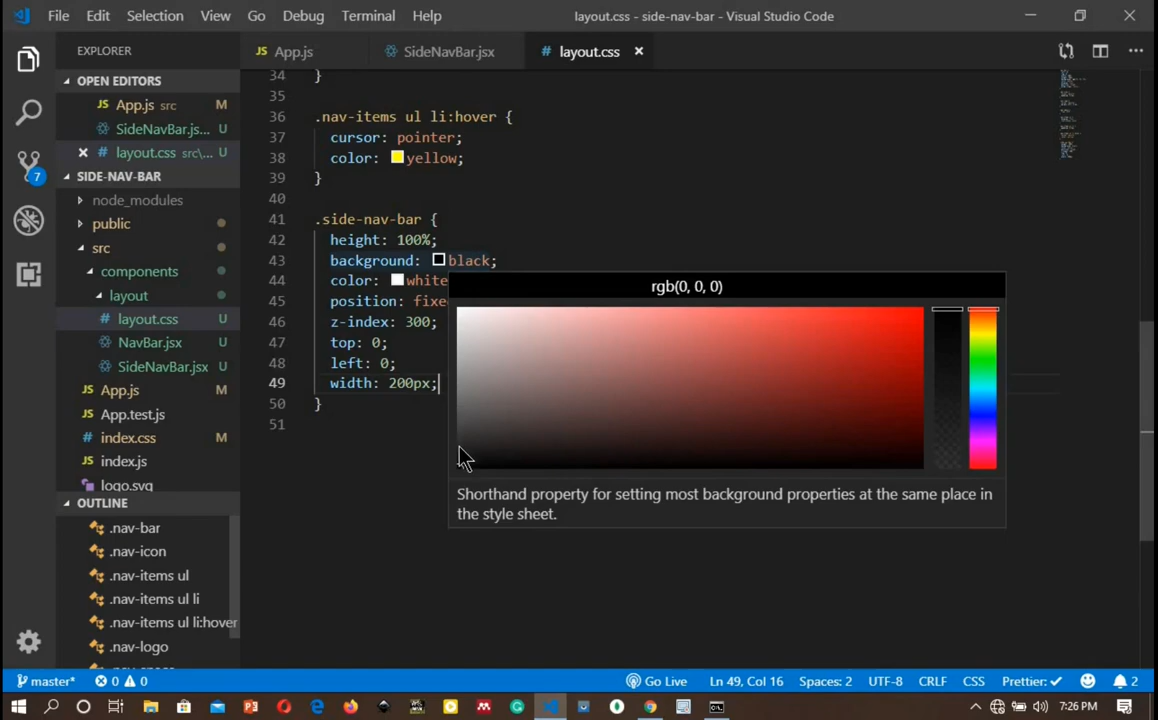 File Edit Selection View Go Debug Terminal Help layout.css - side-nav-bar - Visual Studio Code
EXPLORER
JS App.js SideNavBar.jsx # layout.css ×
OPEN EDITORS
JS App.js src M
SideNavBar.js... U
× # layout.css src\... U
SIDE-NAV-BAR
node_modules
public
src
components
layout
# layout.css U
NavBar.jsx U
SideNavBar.jsx U
JS App.js M
App.test.js
# index.css M
JS index.js
logo.svg
OUTLINE
.nav-bar
.nav-icon
.nav-items ul
.nav-items ul li
.nav-items ul li:hover
.nav-logo
7
34 }
35
36 .nav-items ul li:hover {
37 cursor: pointer;
38 color: yellow;
39 }
40
41 .side-nav-bar {
42 height: 100%;
43 background: black;
44 color: white
45 position: fixe
46 z-index: 300;
47 top: 0;
48 left: 0;
49 width: 200px;
50 }
51
rgb(0, 0, 0)
Shorthand property for setting most background properties at the same place in
the style sheet.
master* 0 0 Go Live Ln 49, Col 16 Spaces: 2 UTF-8 CRLF CSS Prettier: ✓ 2
7:26 PM